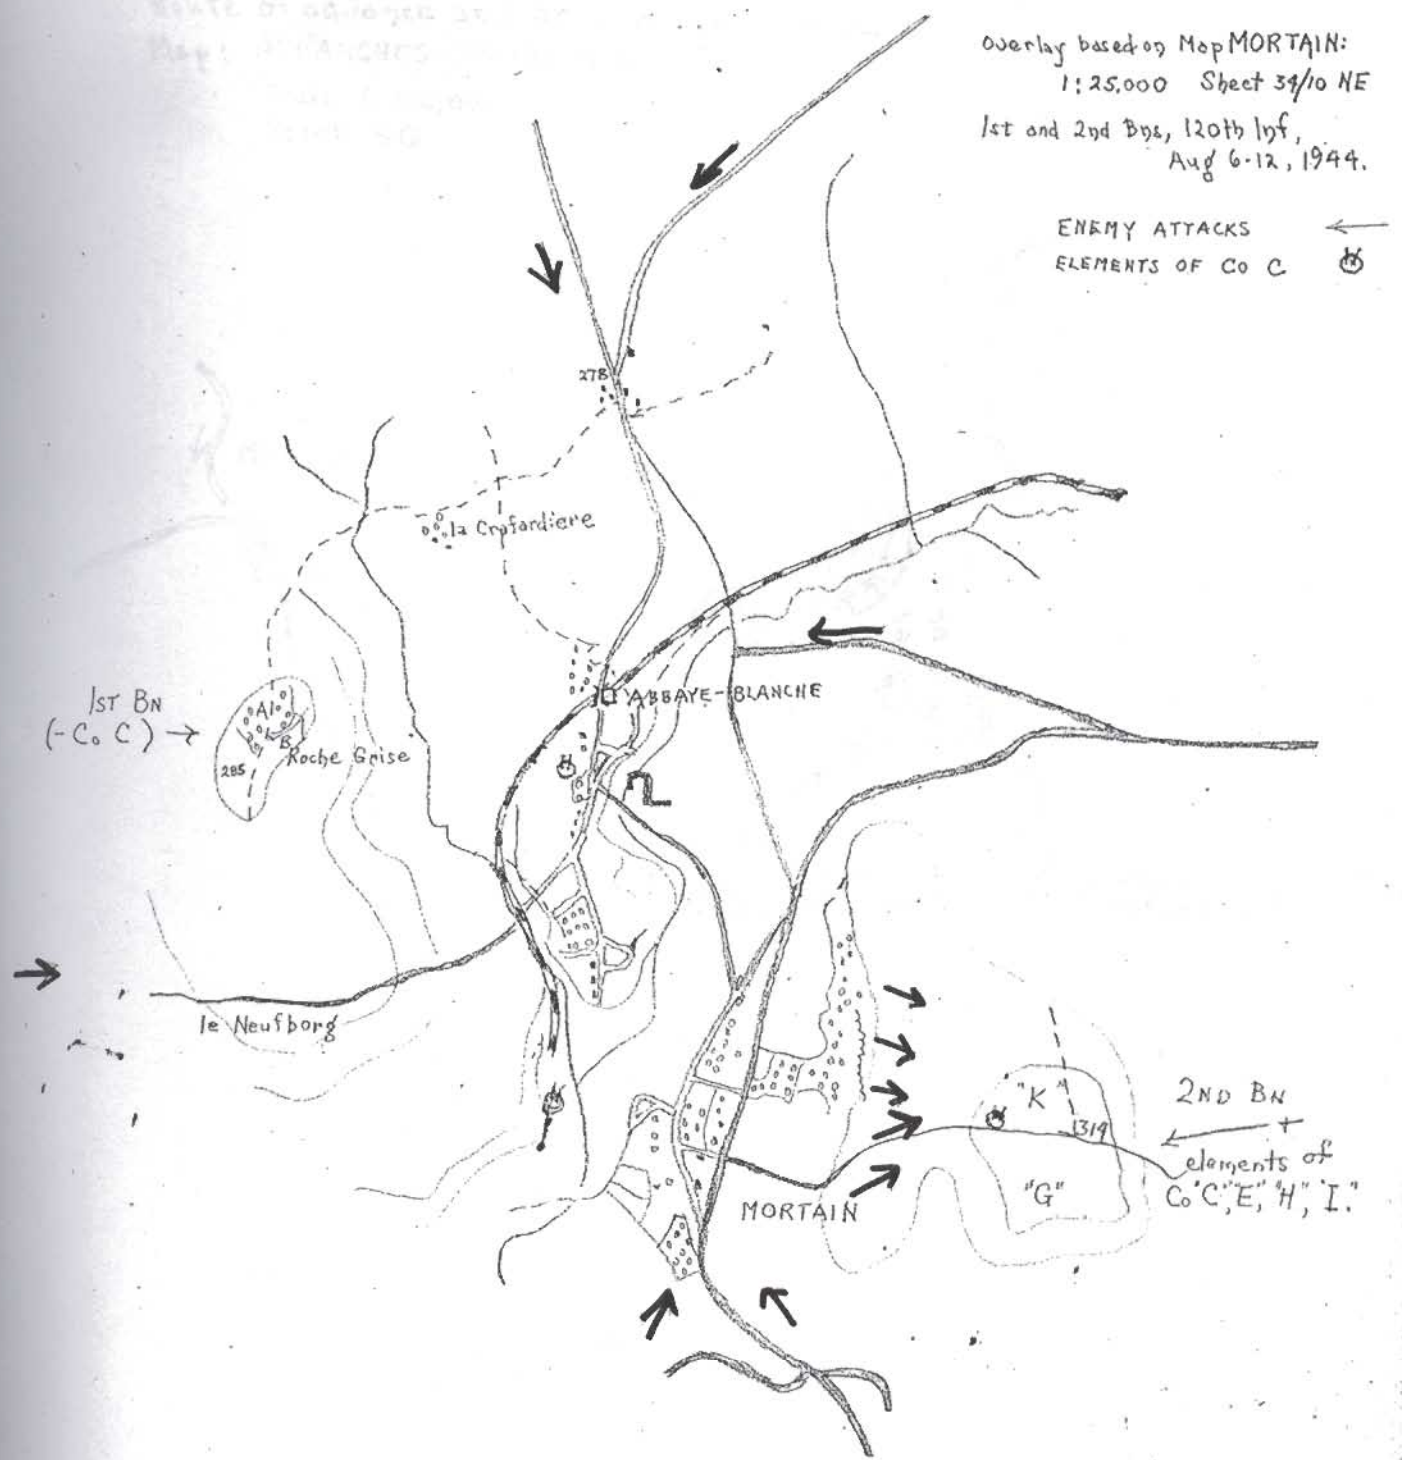 Overlay based on Map MORTAIN:
1:25,000 Sheet 34/10 NE
1st and 2nd Bns, 120th Inf,
Aug 6-12, 1944.
ENEMY ATTACKS
ELEMENTS OF CO C
278
la Crofardiere
1ST BN
(- Co C) →
A
B
Roche Grise
285
ABBAYE-BLANCHE
le Neufborg
"K"
1314
"G"
2ND BN
+
elements of
Co "C", "E", "H", "I."
MORTAIN